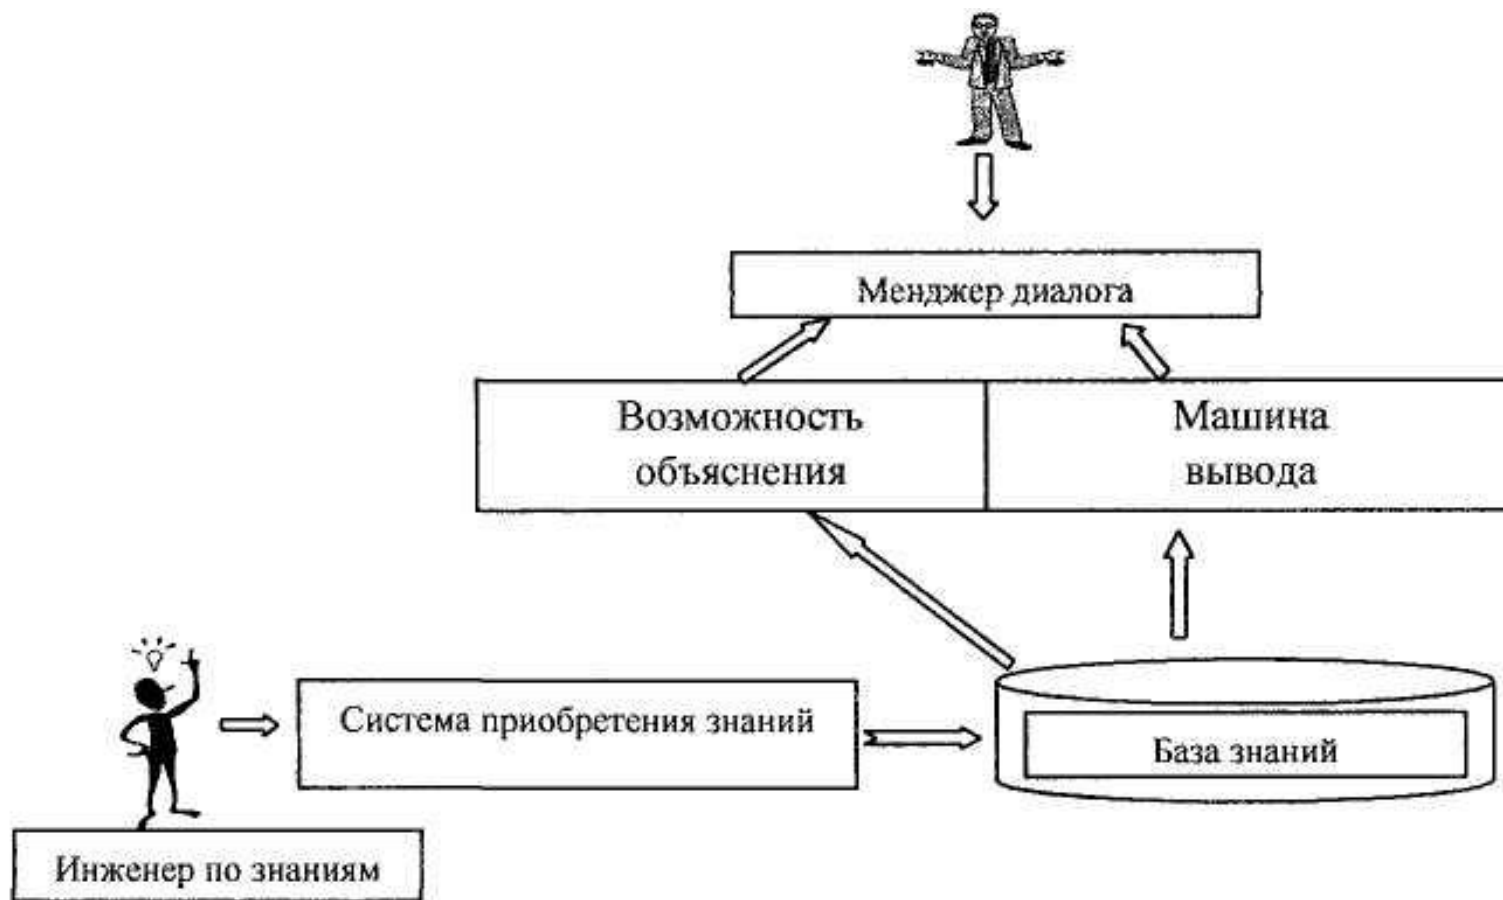 Менджер диалога
Возможность
объяснения
Машина
вывода
Система приобретения знаний
База знаний
Инженер по знаниям